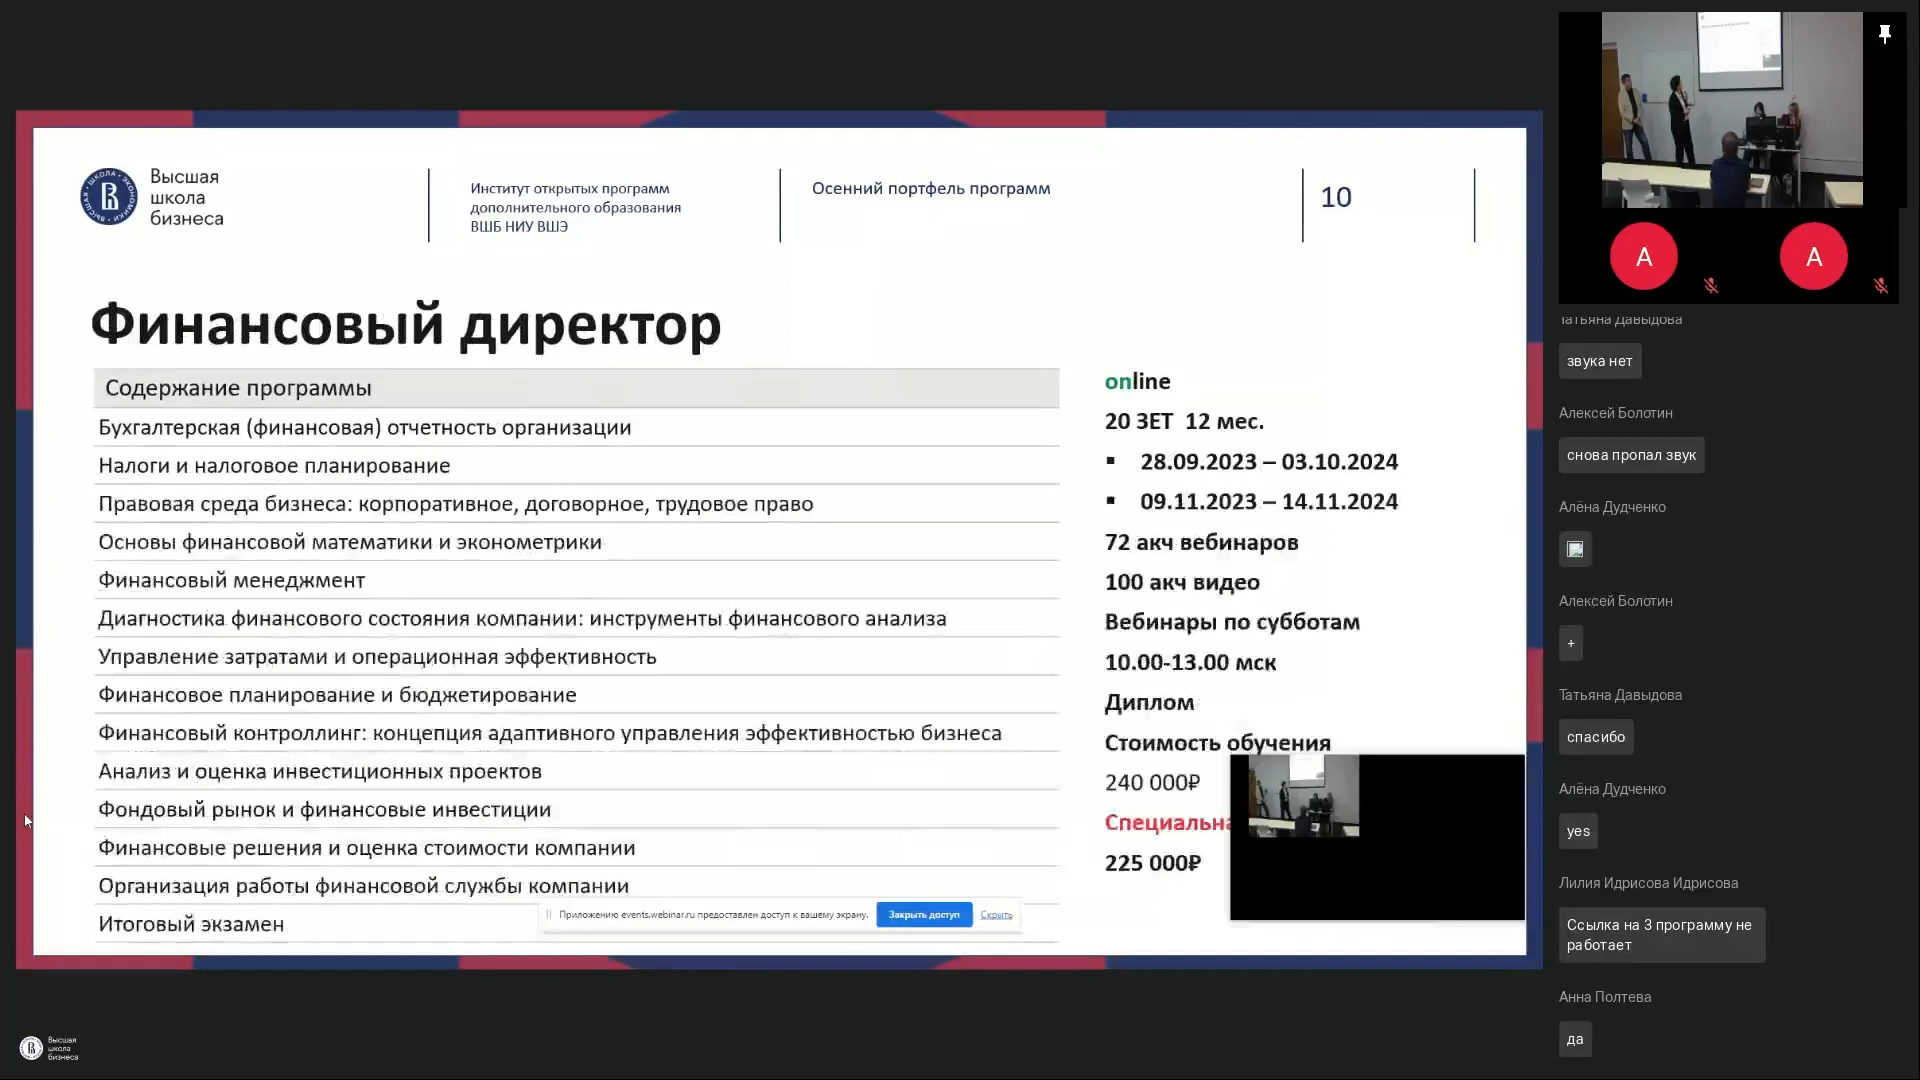 Высшая
школа
бизнеса
Институт открытых программ
дополнительного образования
ВШБ НИУ ВШЭ
Осенний портфель программ
10
Финансовый директор
Содержание программы
Бухгалтерская (финансовая) отчетность организации
Налоги и налоговое планирование
Правовая среда бизнеса: корпоративное, договорное, трудовое право
Основы финансовой математики и эконометрики
Финансовый менеджмент
Диагностика финансового состояния компании: инструменты финансового анализа
Управление затратами и операционная эффективность
Финансовое планирование и бюджетирование
Финансовый контроллинг: концепция адаптивного управления эффективностью бизнеса
Анализ и оценка инвестиционных проектов
Фондовый рынок и финансовые инвестиции
Финансовые решения и оценка стоимости компании
Организация работы финансовой службы компании
Итоговый экзамен
online
20 ЗЕТ 12 мес.
▪ 28.09.2023 – 03.10.2024
▪ 09.11.2023 – 14.11.2024
72 акч вебинаров
100 акч видео
Вебинары по субботам
10.00-13.00 мск
Диплом
Стоимость обучения
240 000₽
Специальна
225 000₽
Приложению events.webinar.ru предоставлен доступ к вашему экрану.
Закрыть доступ
Скрыть
A
A
Татьяна Давыдова
звука нет
Алексей Болотин
снова пропал звук
Алёна Дудченко
Алексей Болотин
+
Татьяна Давыдова
спасибо
Алёна Дудченко
yes
Лилия Идрисова Идрисова
Ссылка на 3 программу не
работает
Анна Полтева
да
Высшая
школа
бизнеса